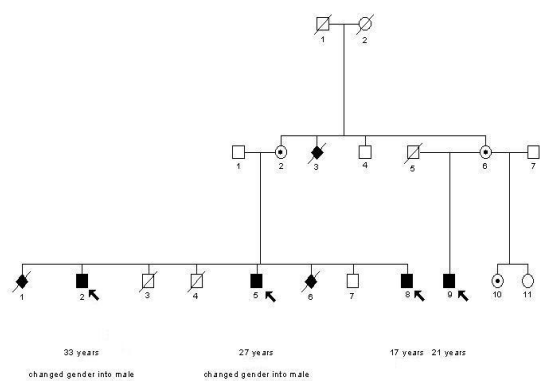 1 2
1 2 3 4 5 6 7
1 2 3 4 5 6 7 8 9 10 11
33 years 27 years 17 years 21 years
changed gender into male changed gender into male